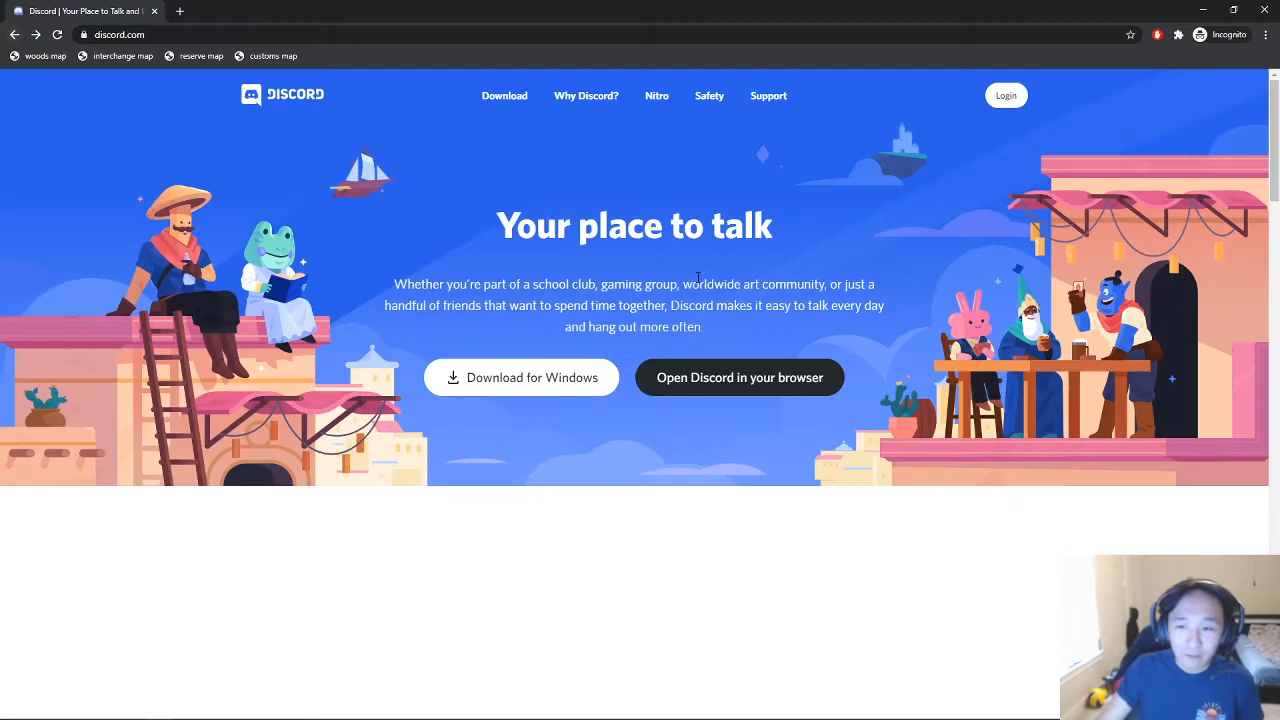 Discord | Your Place to Talk and
discord.com
Incognito
woods map
interchange map
reserve map
customs map
DISCORD
Download
Why Discord?
Nitro
Safety
Support
Login
Your place to talk
Whether you're part of a school club, gaming group, worldwide art community, or just a
handful of friends that want to spend time together, Discord makes it easy to talk every day
and hang out more often.
Download for Windows
Open Discord in your browser